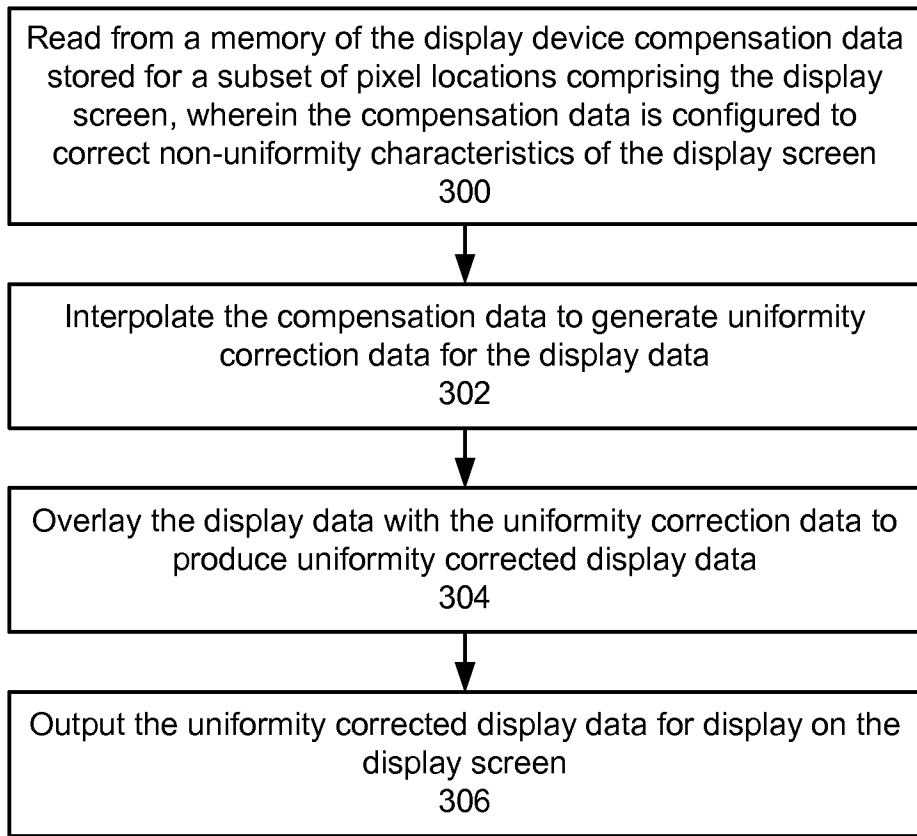 Read from a memory of the display device compensation data
stored for a subset of pixel locations comprising the display
screen, wherein the compensation data is configured to
correct non-uniformity characteristics of the display screen
300
Interpolate the compensation data to generate uniformity
correction data for the display data
302
Overlay the display data with the uniformity correction data to
produce uniformity corrected display data
304
Output the uniformity corrected display data for display on the
display screen
306